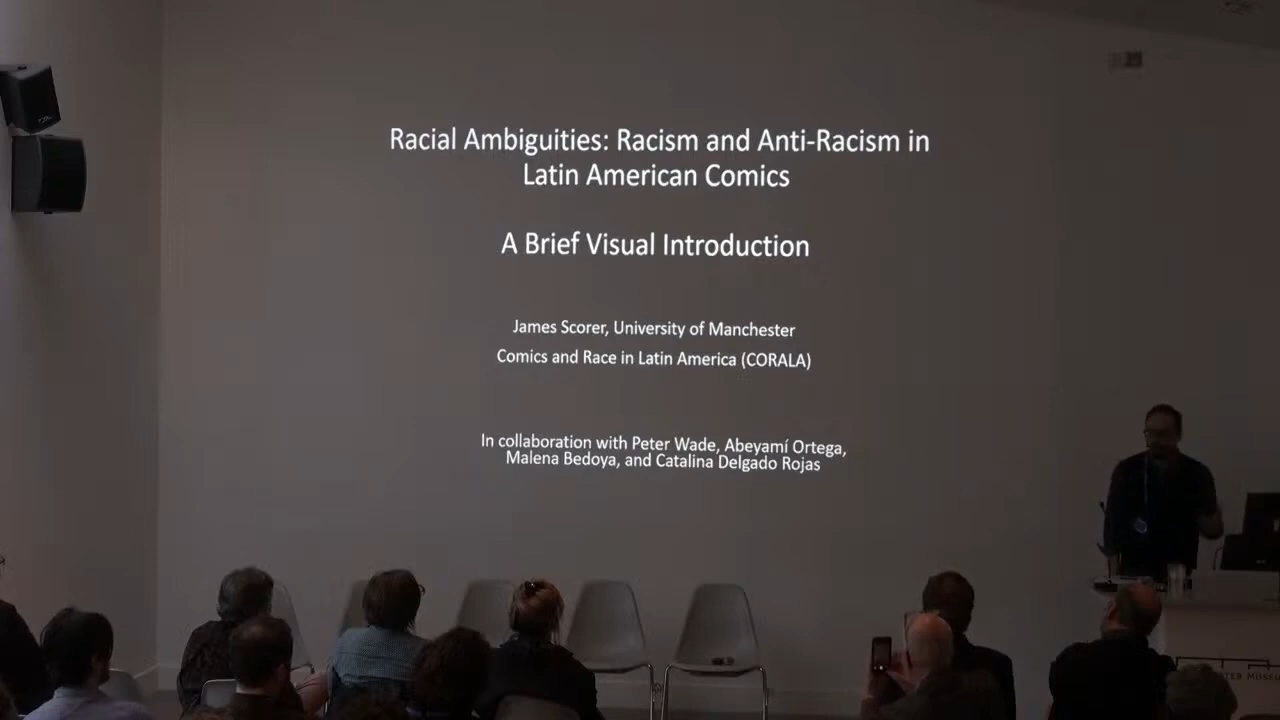 Racial Ambiguities: Racism and Anti-Racism in
Latin American Comics
A Brief Visual Introduction
James Scorer, University of Manchester
Comics and Race in Latin America (CORALA)
In collaboration with Peter Wade, Abeyamí Ortega,
Malena Bedoya, and Catalina Delgado Rojas